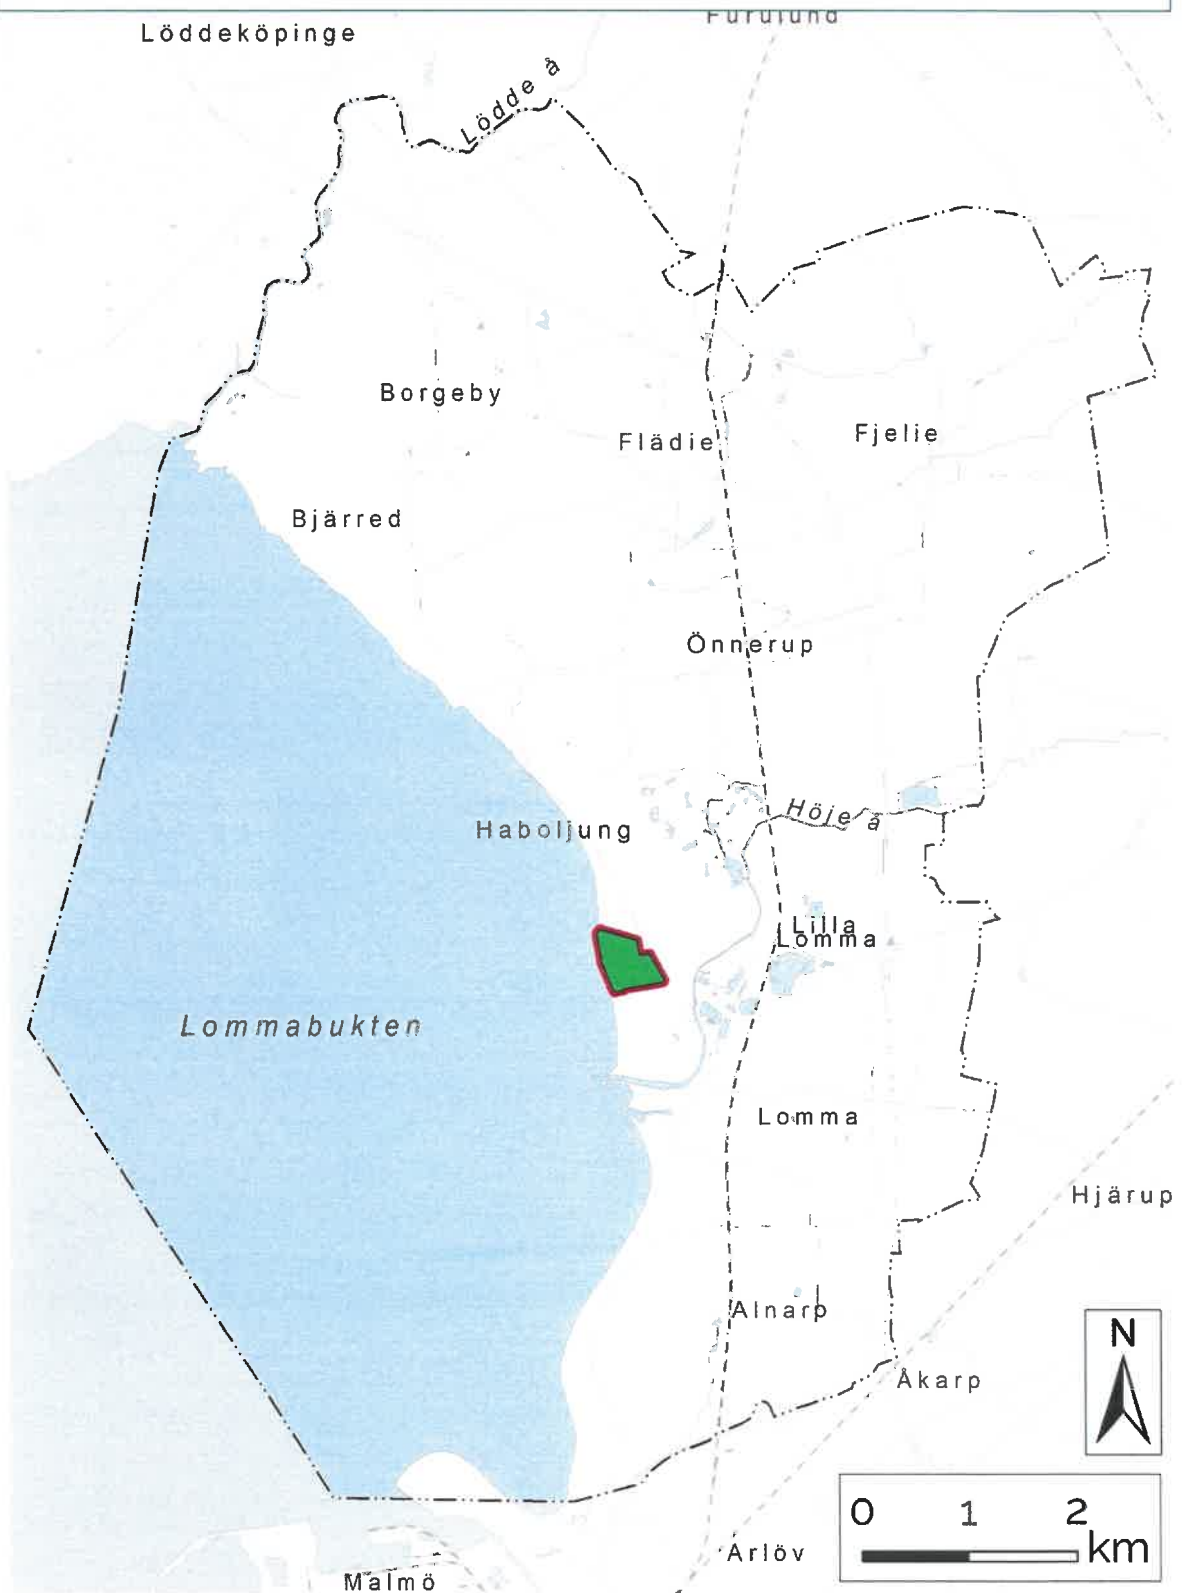 Furulund
Löddeköpinge
Lödde å
Borgeby
Flädie
Fjelie
Bjärred
Önnerup
Höje å
Haboljung
Lilla
Lomma
Lommabukten
Lomma
Hjärup
Alnarp
N
Åkarp
0 1 2
km
Arlöv
Malmö